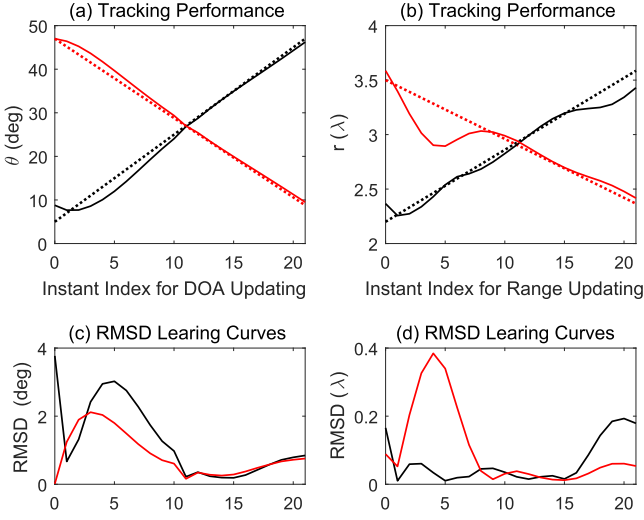 (a) Tracking Performance
50
40
30
20
10
0
θ (deg)
0 5 10 15 20
Instant Index for DOA Updating
(b) Tracking Performance
4
3.5
3
2.5
2
r (λ)
0 5 10 15 20
Instant Index for Range Updating
(c) RMSD Learing Curves
4
2
0
RMSD (deg)
0 5 10 15 20
(d) RMSD Learing Curves
0.4
0.2
0
RMSD (λ)
0 5 10 15 20